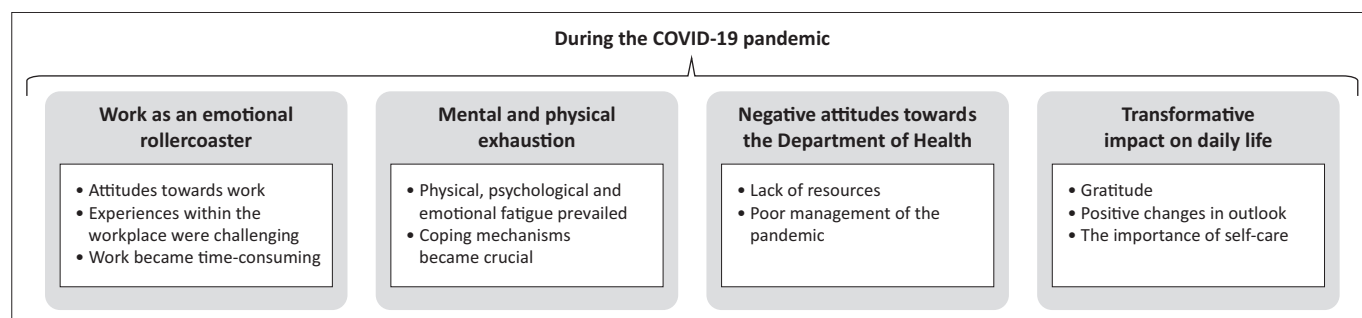 During the COVID-19 pandemic
Work as an emotional
rollercoaster
• Attitudes towards work
• Experiences within the
workplace were challenging
• Work became time-consuming
Mental and physical
exhaustion
• Physical, psychological and
emotional fatigue prevailed
• Coping mechanisms
became crucial
Negative attitudes towards
the Department of Health
• Lack of resources
• Poor management of the
pandemic
Transformative
impact on daily life
• Gratitude
• Positive changes in outlook
• The importance of self-care